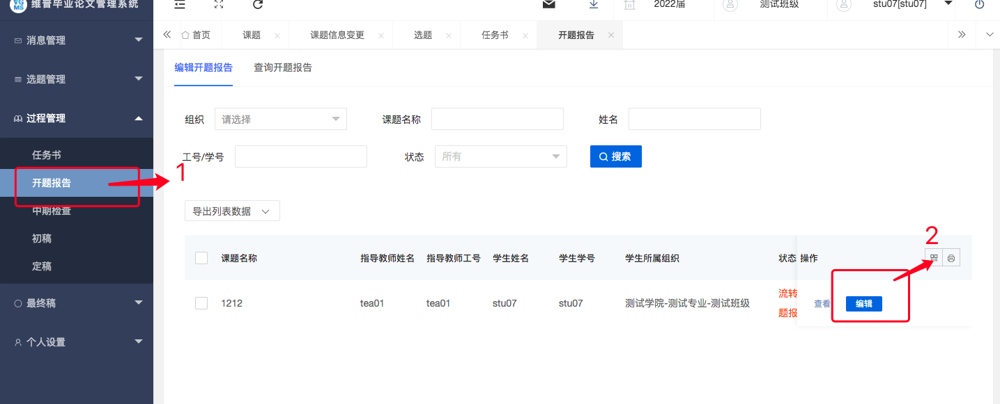 VG
MS
维普毕业论文管理系统
2022届
测试班级
stu07[stu07]
首页
课题
课题信息变更
选题
任务书
开题报告
消息管理
选题管理
过程管理
任务书
开题报告
中期检查
初稿
定稿
最终稿
个人设置
1
编辑开题报告
查询开题报告
组织
请选择
课题名称
姓名
工号/学号
状态
所有
搜索
导出列表数据
2
课题名称 指导教师姓名 指导教师工号 学生姓名 学生学号 学生所属组织 状态 操作
1212 tea01 tea01 stu07 stu07 测试学院-测试专业-测试班级 流转
题报
查看 编辑